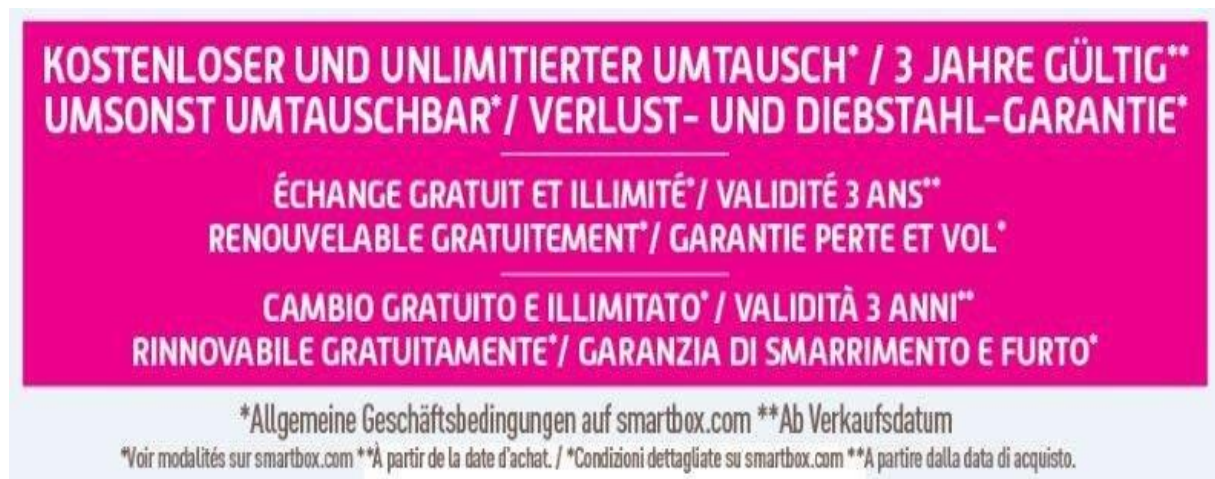 KOSTENLOSER UND UNLIMITIERTER UMTAUSCH* / 3 JAHRE GÜLTIG**
UMSONST UMTAUSCHBAR*/ VERLUST- UND DIEBSTAHL-GARANTIE*
ÉCHANGE GRATUIT ET ILLIMITÉ*/ VALIDITÉ 3 ANS**
RENOUVELABLE GRATUITEMENT*/ GARANTIE PERTE ET VOL*
CAMBIO GRATUITO E ILLIMITATO* / VALIDITÀ 3 ANNI**
RINNOVABILE GRATUITAMENTE*/ GARANZIA DI SMARRIMENTO E FURTO*
*Allgemeine Geschäftsbedingungen auf smartbox.com **Ab Verkaufsdatum
*Voir modalités sur smartbox.com **À partir de la date d'achat. / *Condizioni dettagliate su smartbox.com **A partire dalla data di acquisto.